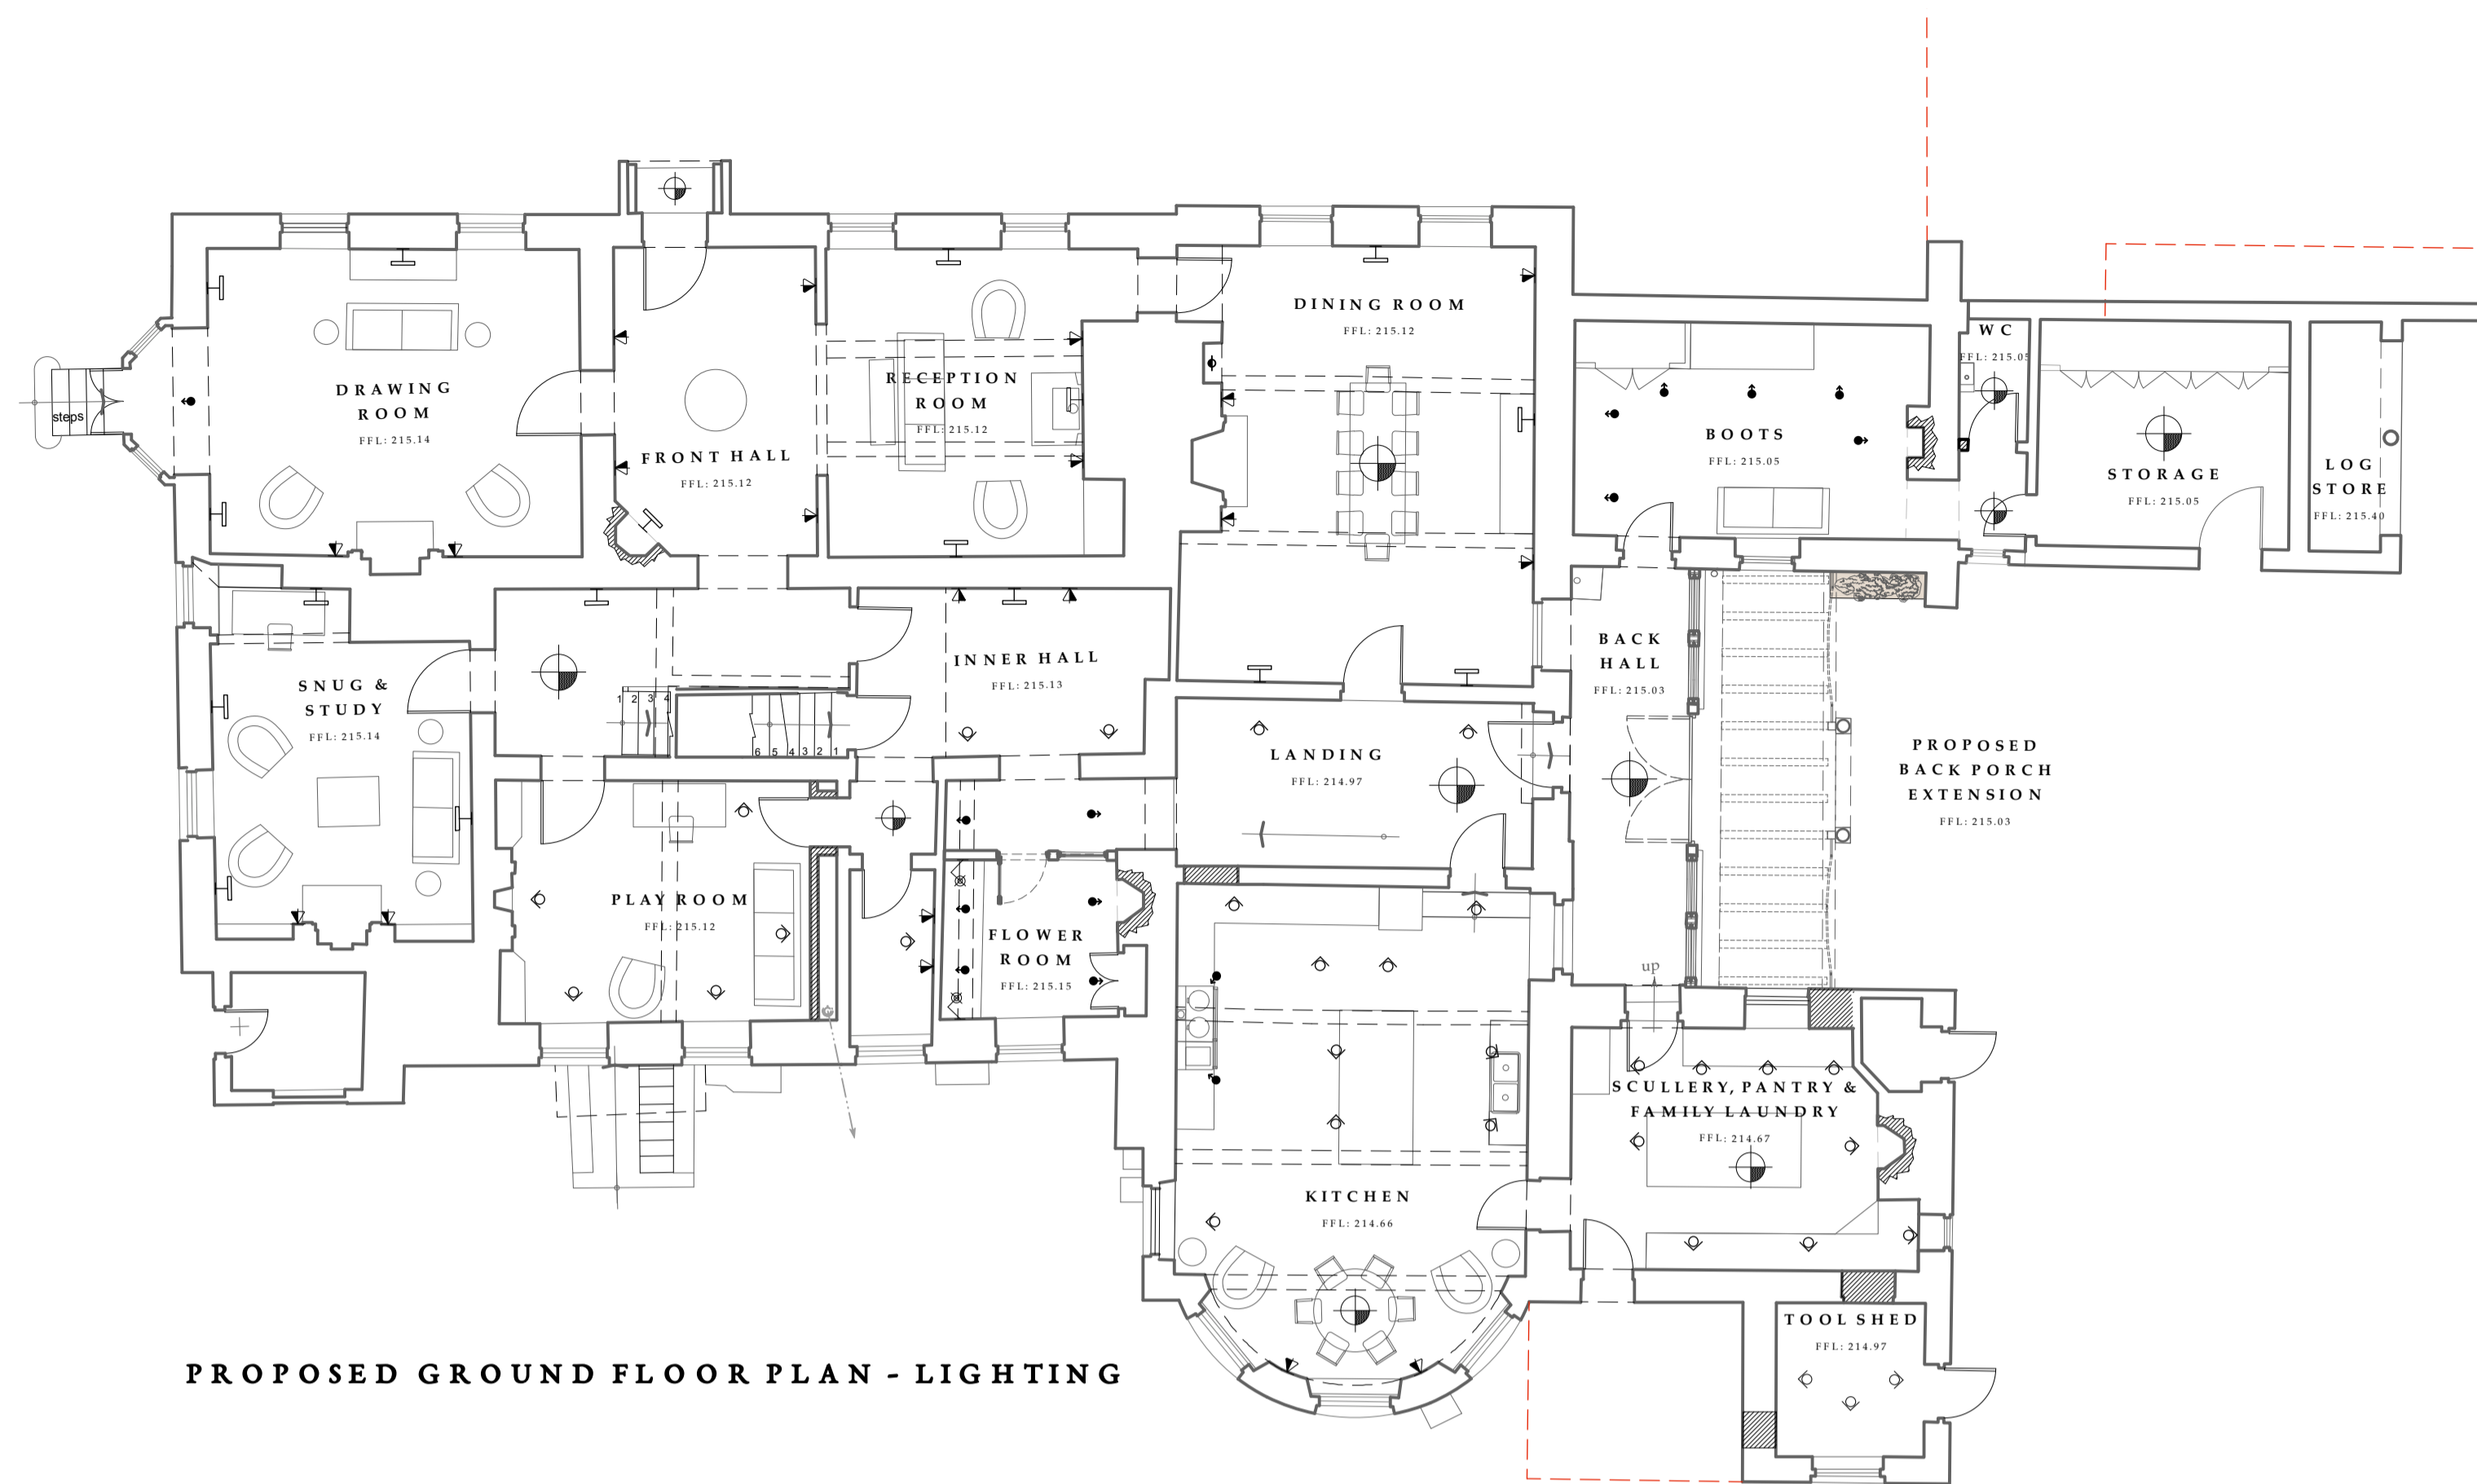 DINING ROOM
FFL: 215.12
WC
FFL: 215.05
DRAWING
ROOM
FFL: 215.14
steps
RECEPTION
ROOM
FFL: 215.12
FRONT HALL
FFL: 215.12
BOOTS
FFL: 215.05
STORAGE
FFL: 215.05
LOG
STORE
FFL: 215.40
SNUG &
STUDY
FFL: 215.14
1 2 3 4
6 5 4 3 2 1
INNER HALL
FFL: 215.13
BACK
HALL
FFL: 215.03
LANDING
FFL: 214.97
PROPOSED
BACK PORCH
EXTENSION
FFL: 215.03
PLAY ROOM
FFL: 215.12
FLOWER
ROOM
FFL: 215.15
up
SCULLERY, PANTRY &
FAMILY LAUNDRY
FFL: 214.67
KITCHEN
FFL: 214.66
TOOL SHED
FFL: 214.97
PROPOSED GROUND FLOOR PLAN - LIGHTING